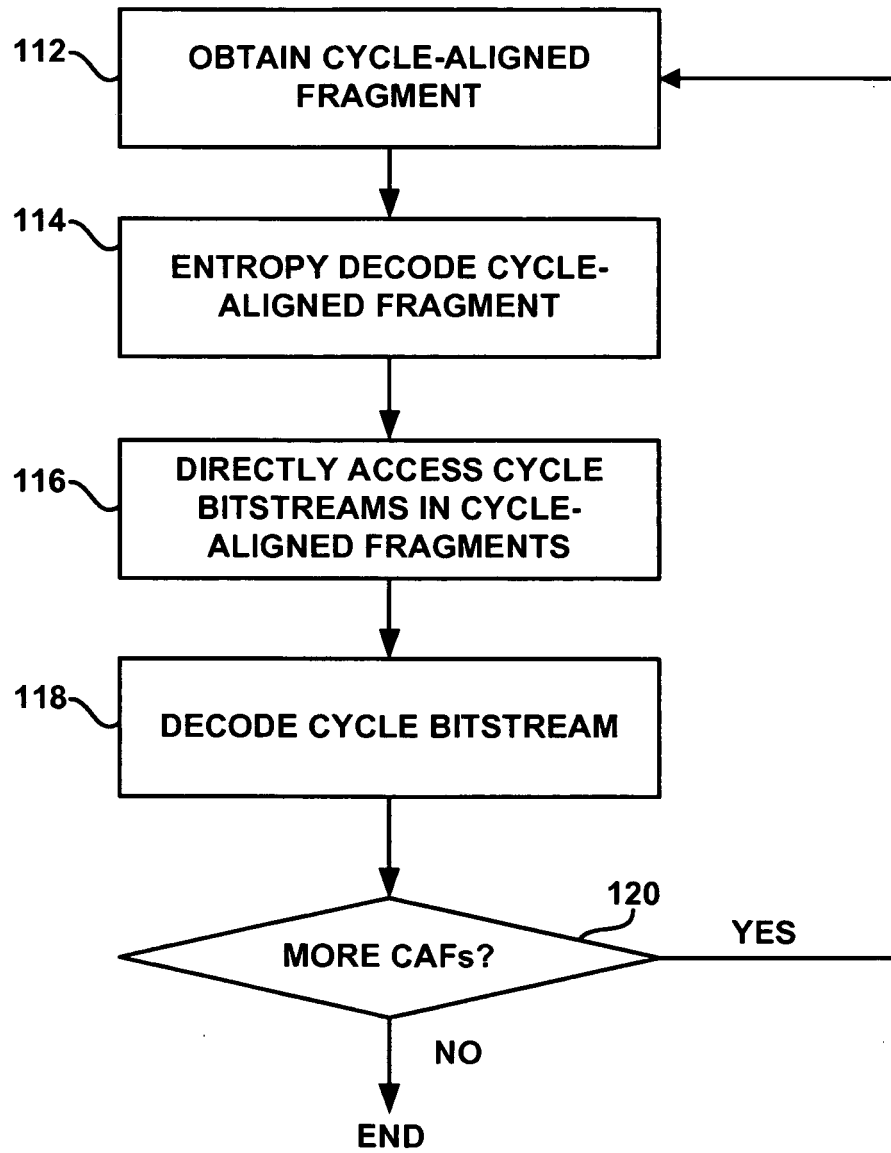 112
OBTAIN CYCLE-ALIGNED
FRAGMENT
114
ENTROPY DECODE CYCLE-
ALIGNED FRAGMENT
116
DIRECTLY ACCESS CYCLE
BITSTREAMS IN CYCLE-
ALIGNED FRAGMENTS
118
DECODE CYCLE BITSTREAM
120
MORE CAFs?
YES
NO
END